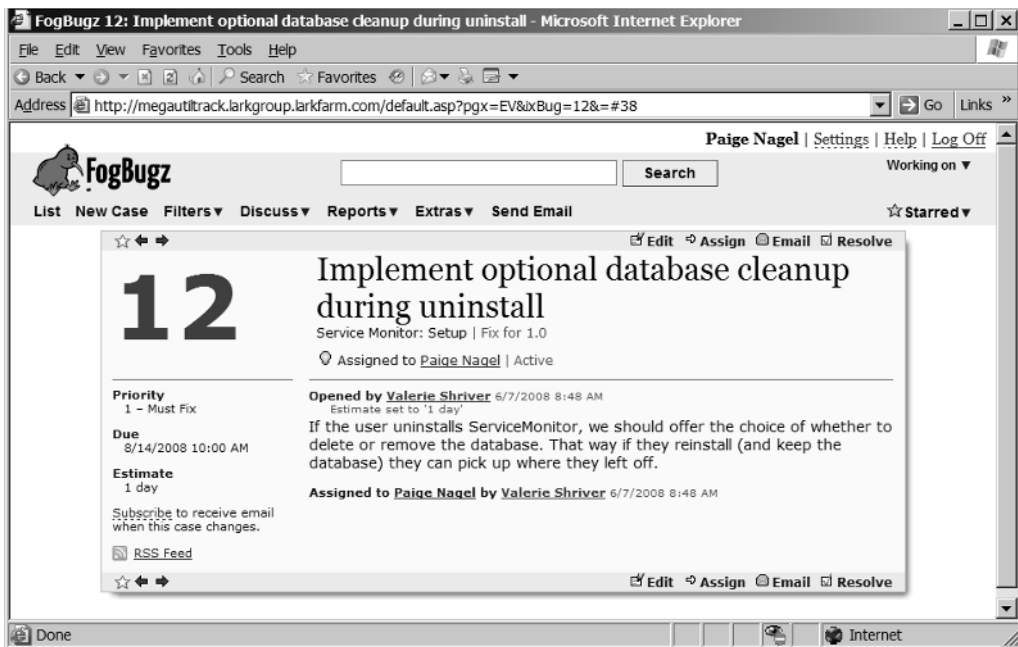 FogBugz 12: Implement optional database cleanup during uninstall - Microsoft Internet Explorer
File Edit View Favorites Tools Help
Back Search Favorites
Address http://megautiltrack.larkgroup.larkfarm.com/default.asp?pgx=EV&ixBug=12&=#38 Go Links »
Paige Nagel | Settings | Help | Log Off
FogBugz Search Working on ▼
List New Case Filters▼ Discuss▼ Reports▼ Extras▼ Send Email ☆Starred▼
Edit Assign Email Resolve
12
Implement optional database cleanup
during uninstall
Service Monitor: Setup | Fix for 1.0
Assigned to Paige Nagel | Active
Priority
1 – Must Fix
Due
8/14/2008 10:00 AM
Estimate
1 day
Subscribe to receive email
when this case changes.
RSS Feed
Opened by Valerie Shriver 6/7/2008 8:48 AM
Estimate set to '1 day'
If the user uninstalls ServiceMonitor, we should offer the choice of whether to
delete or remove the database. That way if they reinstall (and keep the
database) they can pick up where they left off.
Assigned to Paige Nagel by Valerie Shriver 6/7/2008 8:48 AM
Edit Assign Email Resolve
Done Internet